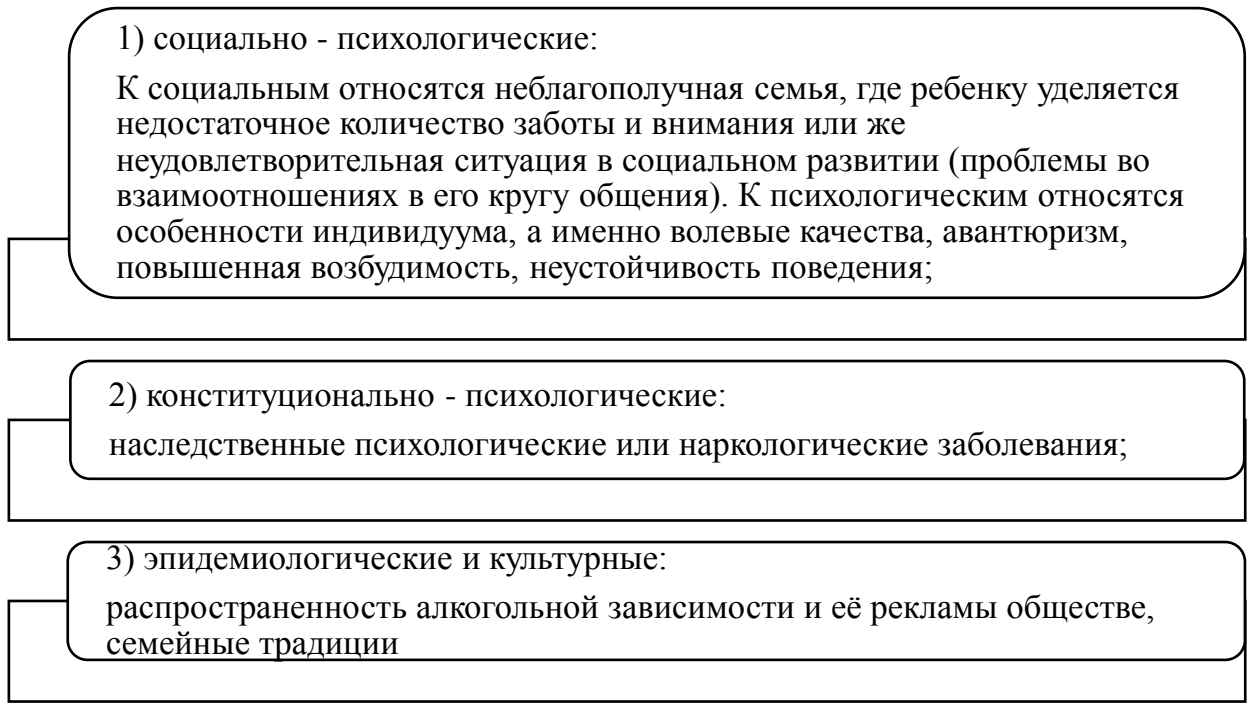 1) социально - психологические:
К социальным относятся неблагополучная семья, где ребенку уделяется
недостаточное количество заботы и внимания или же
неудовлетворительная ситуация в социальном развитии (проблемы во
взаимоотношениях в его кругу общения). К психологическим относятся
особенности индивидуума, а именно волевые качества, авантюризм,
повышенная возбудимость, неустойчивость поведения;
2) конституционально - психологические:
наследственные психологические или наркологические заболевания;
3) эпидемиологические и культурные:
распространенность алкогольной зависимости и её рекламы обществе,
семейные традиции